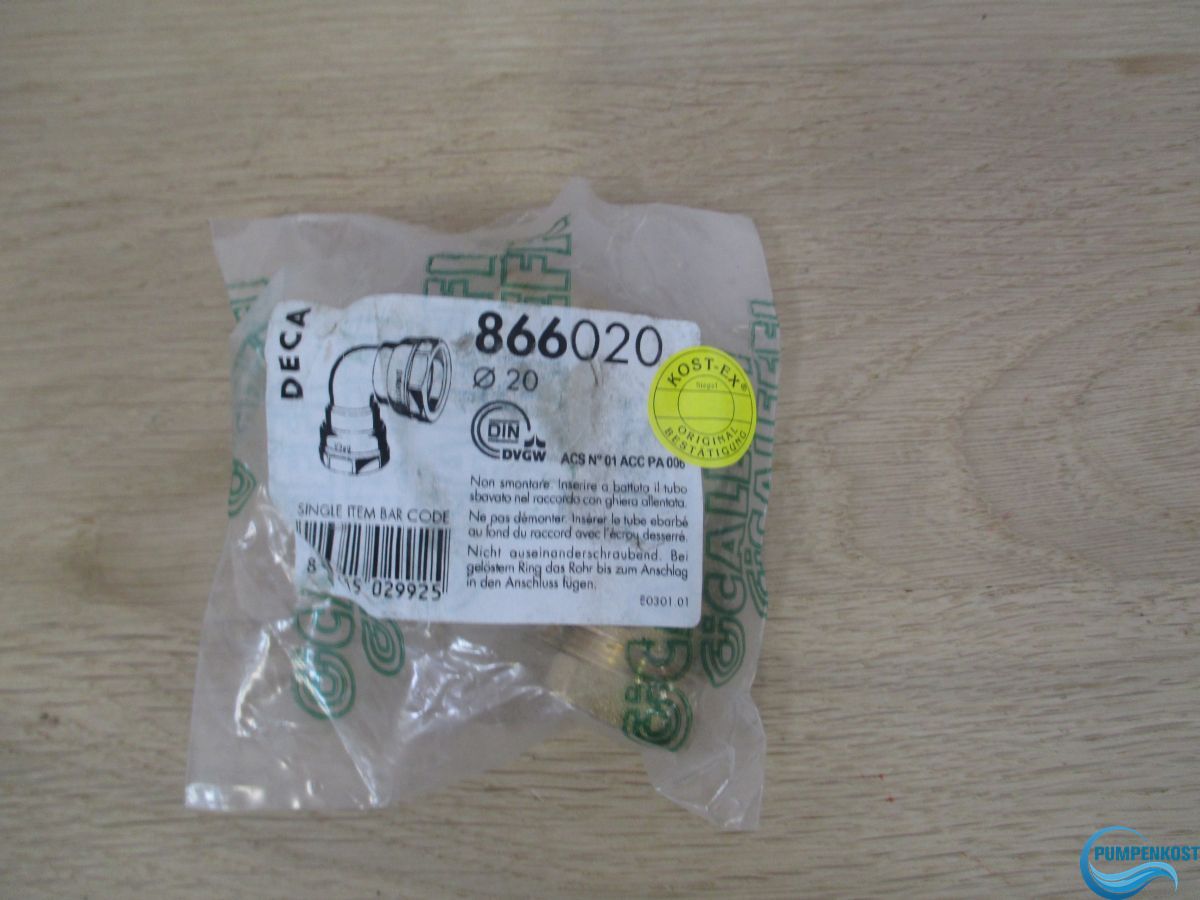 DECA
866020
Ø 20
DIN
DVGW
ACS N° 01 ACC PA 006
KOST-EX®
Siegel
ORIGINAL
BESTÄTIGUNG
Non smontare. Inserire a battuta il tubo
sbavato nel raccordo con ghiera allentata.
Ne pas démonter. Insérer le tube ebarbé
au fond du raccord avec l'écrou desserré.
Nicht auseinanderschraubend. Bei
gelöstem Ring das Rohr bis zum Anschlag
in den Anschluss fügen.
SINGLE ITEM BAR CODE
029925
80301.01
CALEFFI
PUMPENKOST